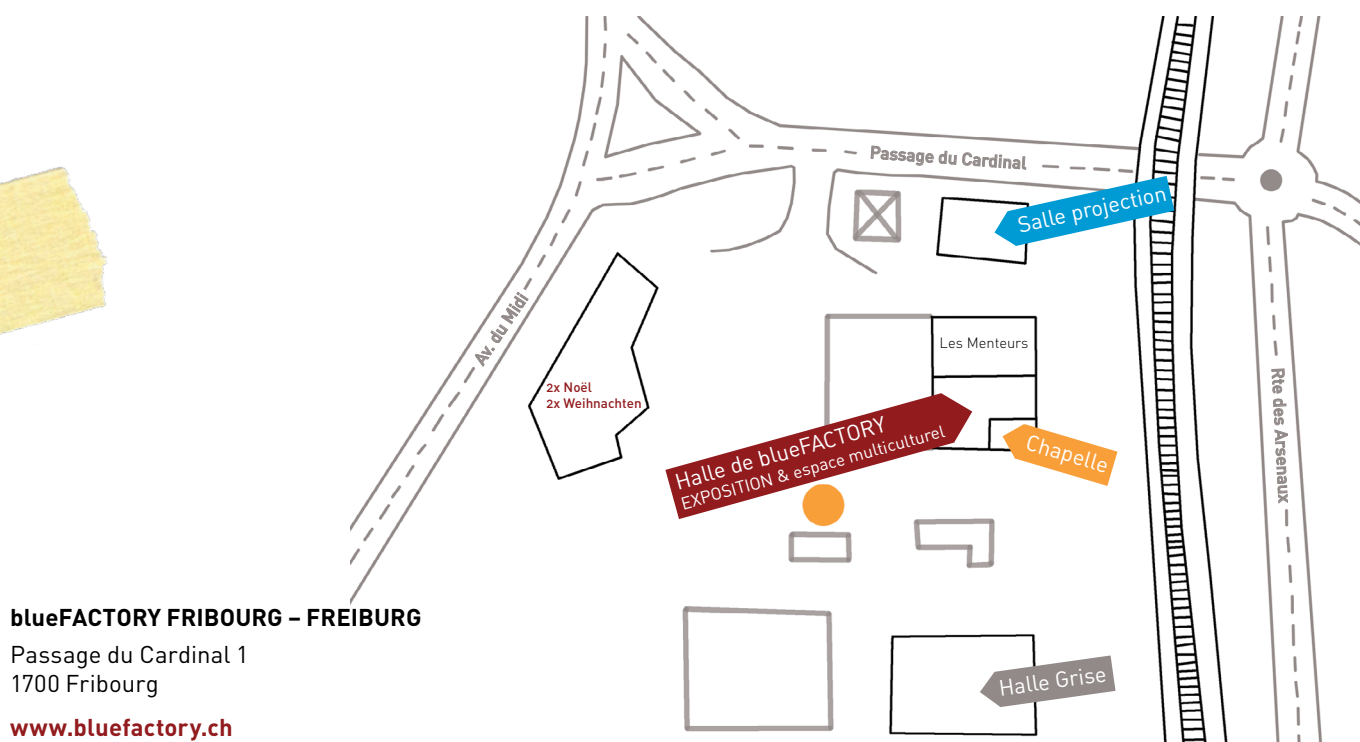 Passage du Cardinal
Salle projection
Av. du Midi
Les Menteurs
2x Noël
2x Weihnachten
Halle de blueFACTORY
EXPOSITION & espace multiculturel
Chapelle
Rte des Arsenaux
Halle Grise
blueFACTORY FRIBOURG – FREIBURG
Passage du Cardinal 1
1700 Fribourg
www.bluefactory.ch